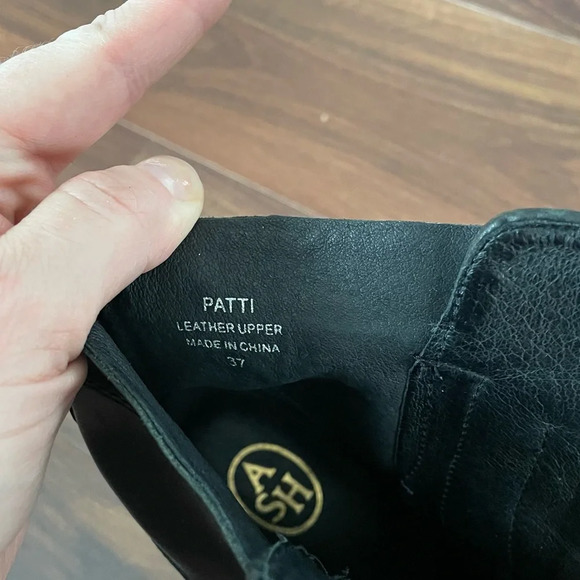 PATTI
LEATHER UPPER
MADE IN CHINA
37
ASH